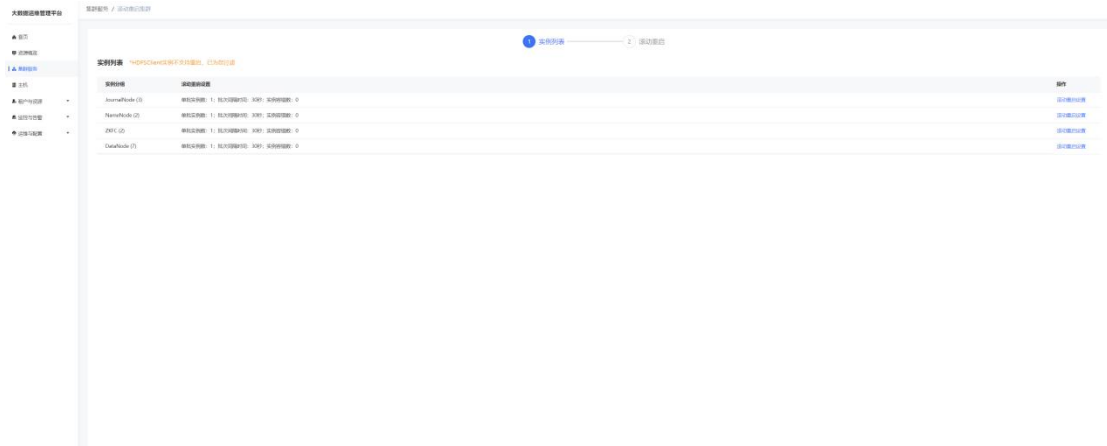 大数据运维管理平台
集群服务 / 滚动重启集群
首页
资源概览
集群服务
主机
租户与资源
监控与告警
运维与配置
1 实例列表
2 滚动重启
实例列表 *HDFSClient实例不支持重启，已为您过滤
实例分组 滚动重启设置 操作
JournalNode (3) 单批实例数：1；批次间隔时间：30秒；实例容错数：0 滚动重启设置
NameNode (2) 单批实例数：1；批次间隔时间：30秒；实例容错数：0 滚动重启设置
ZKFC (2) 单批实例数：1；批次间隔时间：30秒；实例容错数：0 滚动重启设置
DataNode (7) 单批实例数：1；批次间隔时间：30秒；实例容错数：0 滚动重启设置